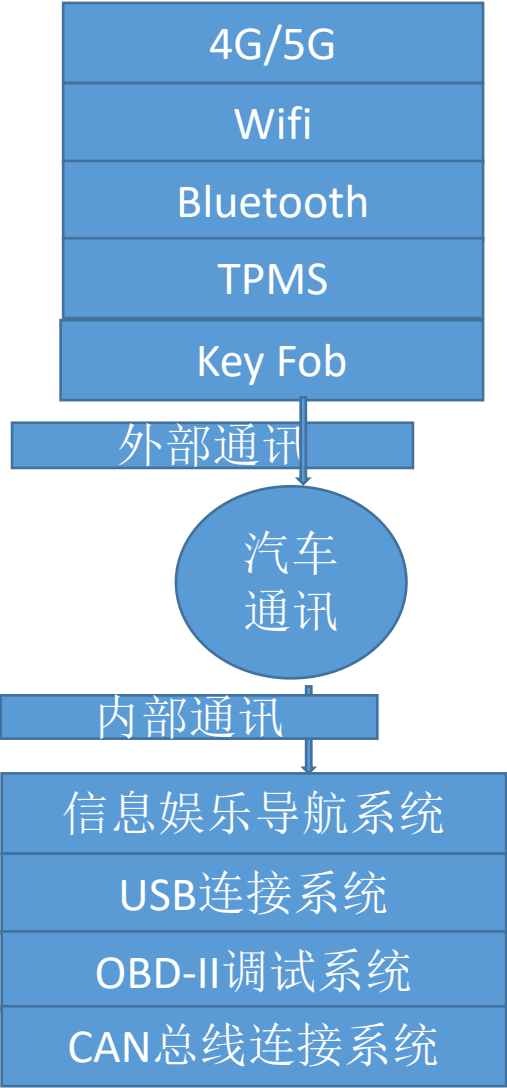 4G/5G
Wifi
Bluetooth
TPMS
Key Fob
外部通讯
汽车
通讯
内部通讯
信息娱乐导航系统
USB连接系统
OBD-II调试系统
CAN总线连接系统